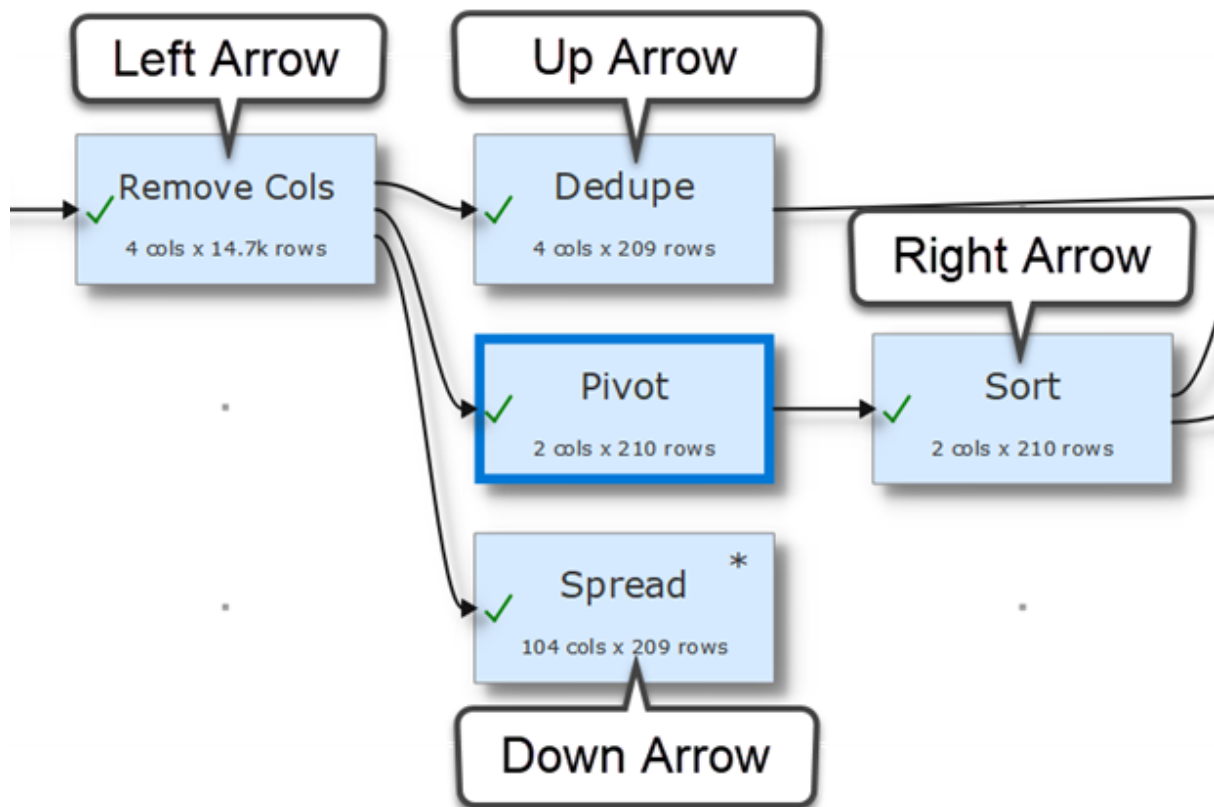 Left Arrow
Up Arrow
Remove Cols
4 cols x 14.7k rows
Dedupe
4 cols x 209 rows
Right Arrow
Pivot
2 cols x 210 rows
Sort
2 cols x 210 rows
Spread
*
104 cols x 209 rows
Down Arrow